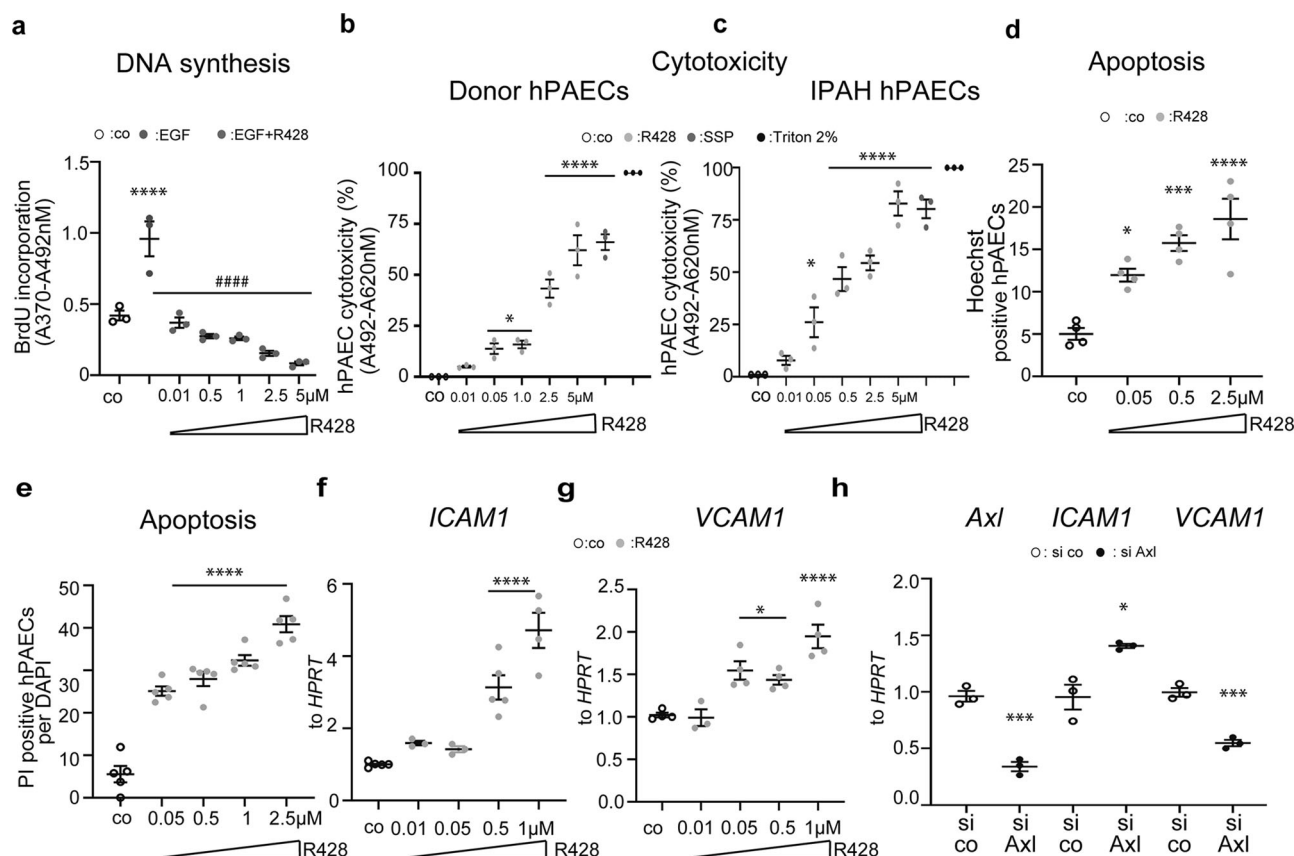 a
DNA synthesis
:co :EGF :EGF+R428
BrdU incorporation
(A370-A492nM)
1.5
1.0
0.5
0.0
****
####
co 0.01 0.5 1 2.5 5µM
R428
Cytotoxicity
b
Donor hPAECs
c
IPAH hPAECs
:co :R428 :SSP :Triton 2%
hPAEC cytotoxicity (%)
(A492-A620nM)
100
75
50
25
0
*
****
co 0.01 0.05 1.0 2.5 5µM
R428
hPAEC cytotoxicity (%)
(A492-A620nM)
100
75
50
25
0
*
****
co 0.01 0.05 0.5 2.5 5µM
R428
d
Apoptosis
:co :R428
Hoechst
positive hPAECs
25
20
15
10
5
0
*
***
****
co 0.05 0.5 2.5µM
R428
e
Apoptosis
PI positive hPAECs
per DAPI
50
40
30
20
10
0
****
co 0.05 0.5 1 2.5µM
R428
f
ICAM1
to HPRT
6
4
2
0
****
co 0.01 0.05 0.5 1µM
g
VCAM1
:co :R428
to HPRT
2.5
2.0
1.5
1.0
0.5
0.0
*
****
co 0.01 0.05 0.5 1µM
R428
h
Axl ICAM1 VCAM1
: si co : si Axl
to HPRT
2.0
1.5
1.0
0.5
0.0
***
*
***
si si si si si si
co Axl co Axl co Axl